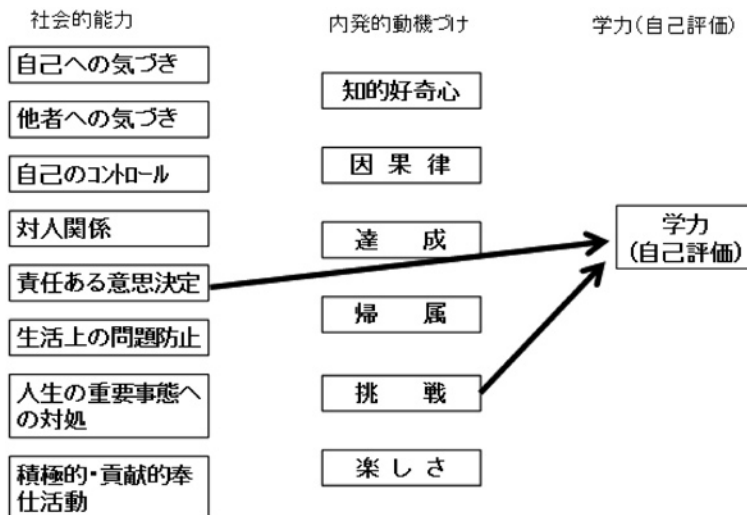 社会的能力
自己への気づき
他者への気づき
自己のコントロール
対人関係
責任ある意思決定
生活上の問題防止
人生の重要事態へ
の対処
積極的・貢献的奉
仕活動
内発的動機づけ
知的好奇心
因 果 律
達 成
帰 属
挑 戦
楽 し さ
学力(自己評価)
学力
(自己評価)